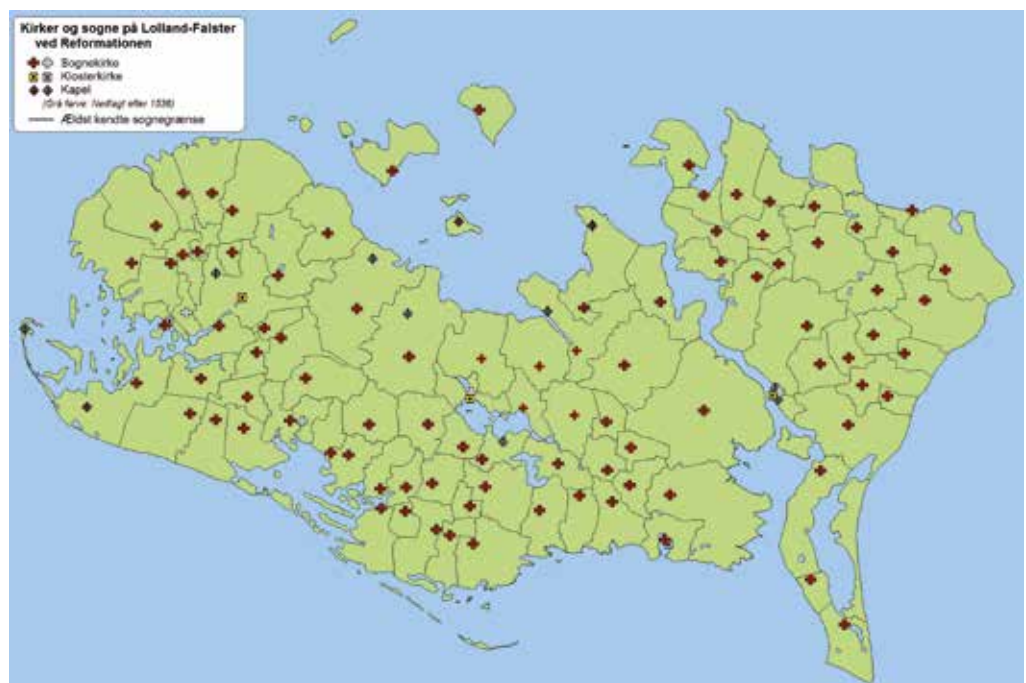 Kirker og sogne på Lolland-Falster
ved Reformationen
Sognekirke
Klosterkirke
Kapel
(Grå farve: Nedlagt efter 1536)
Ældst kendte sognegrænse